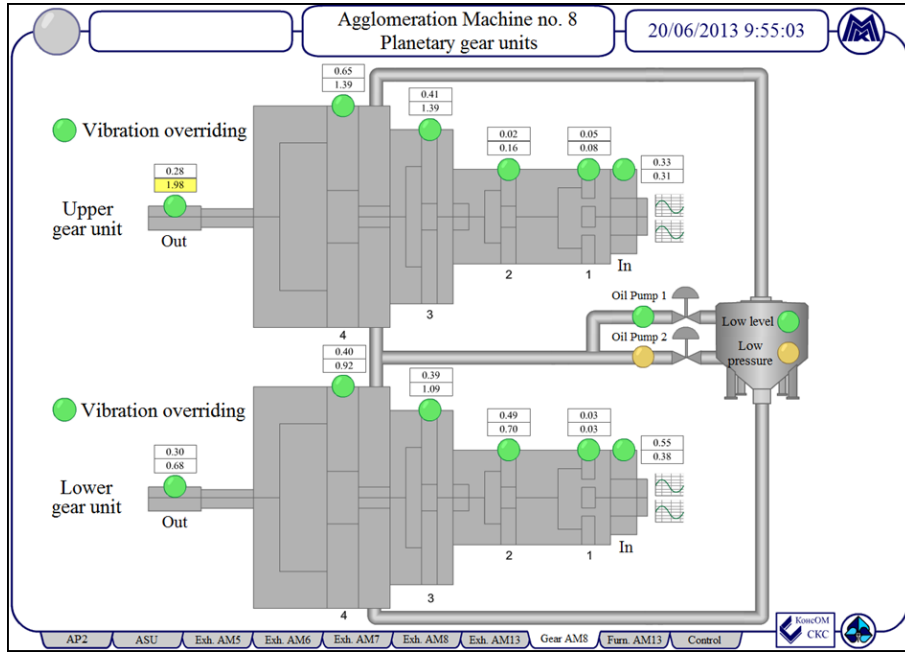 Agglomeration Machine no. 8
Planetary gear units
20/06/2013 9:55:03
0.65
1.39
0.41
1.39
0.02
0.16
0.05
0.08
0.33
0.31
Vibration overriding
0.28
1.98
Upper
gear unit
Out
In
2
1
3
4
Oil Pump 1
Oil Pump 2
Low level
Low
pressure
0.40
0.92
0.39
1.09
0.49
0.70
0.03
0.03
0.55
0.38
Vibration overriding
0.30
0.68
Lower
gear unit
Out
In
2
1
3
4
КонсОМ
СКС
AP2
ASU
Exh. AM5
Exh. AM6
Exh. AM7
Exh. AM8
Exh. AM13
Gear AM8
Furn. AM13
Control